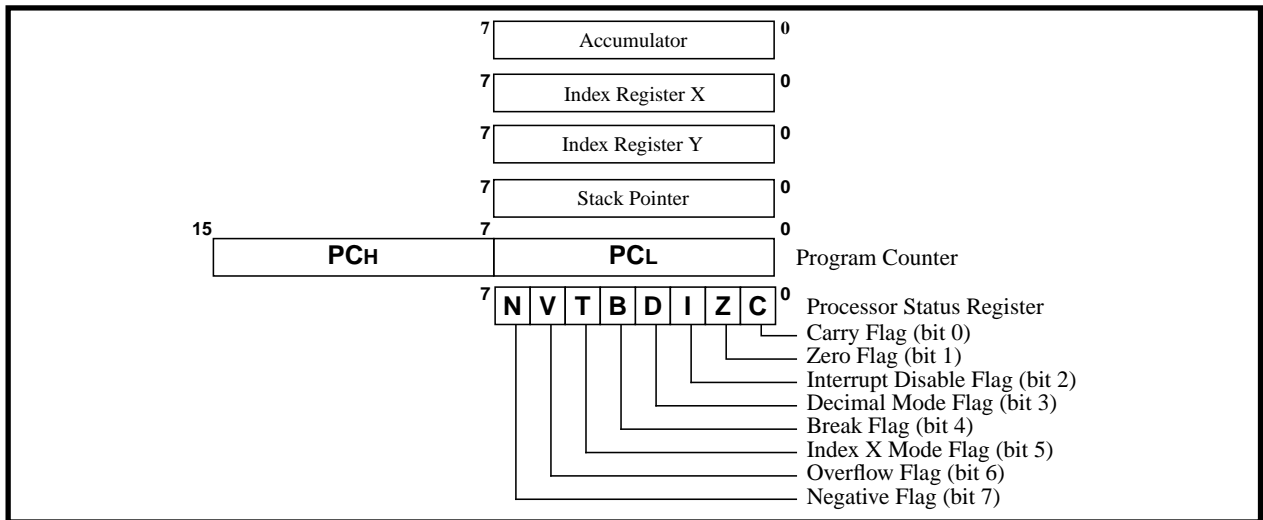 7 Accumulator 0
7 Index Register X 0
7 Index Register Y 0
7 Stack Pointer 0
15 7 0
PCH PCL Program Counter
7 N V T B D I Z C 0 Processor Status Register
Carry Flag (bit 0)
Zero Flag (bit 1)
Interrupt Disable Flag (bit 2)
Decimal Mode Flag (bit 3)
Break Flag (bit 4)
Index X Mode Flag (bit 5)
Overflow Flag (bit 6)
Negative Flag (bit 7)